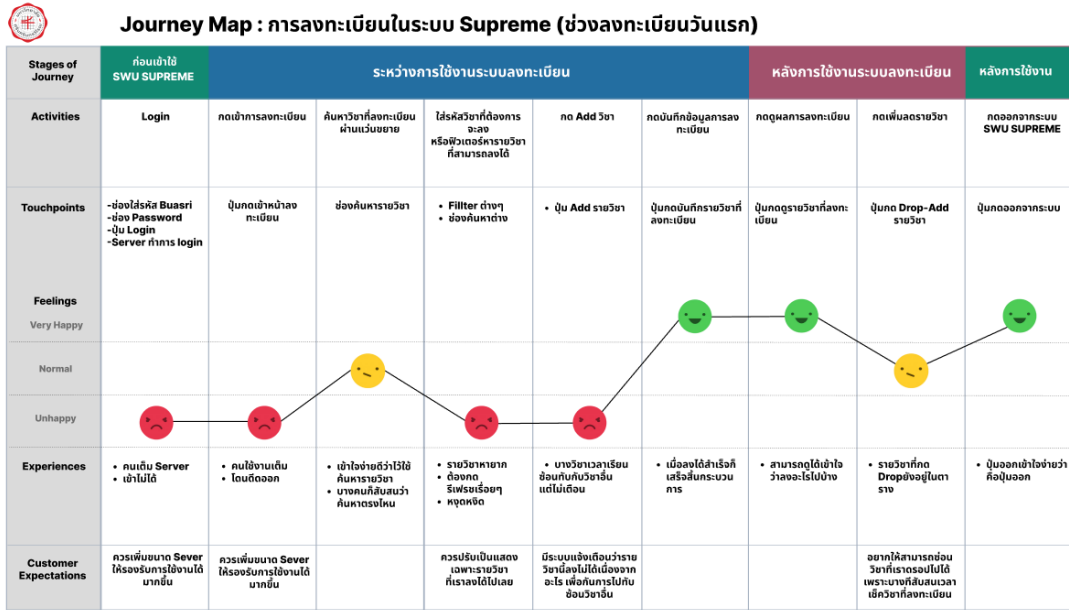 Journey Map : การลงทะเบียนในระบบ Supreme (ช่วงลงทะเบียนวันแรก)
Stages of
Journey
ก่อนเข้าใช้
SWU SUPREME
ระหว่างการใช้งานระบบลงทะเบียน
หลังการใช้งานระบบลงทะเบียน
หลังการใช้งาน
Activities
Login
กดเข้าการลงทะเบียน
ค้นหาวิชาที่ลงทะเบียน
ผ่านแว่นขยาย
ใส่รหัสวิชาที่ต้องการ
จะลง
หรือฟิวเตอร์หารายวิชา
ที่สามารถลงได้
กด Add วิชา
กดบันทึกข้อมูลการลง
ทะเบียน
กดดูผลการลงทะเบียน
กดเพิ่มลดรายวิชา
กดออกจากระบบ
SWU SUPREME
Touchpoints
-ช่องใส่รหัส Buasri
-ช่อง Password
-ปุ่ม Login
-Server ทำการ login
ปุ่มกดเข้าหน้าลง
ทะเบียน
ช่องค้นหารายวิชา
• Fillter ต่างๆ
• ช่องค้นหาต่าง
• ปุ่ม Add รายวิชา
ปุ่มกดบันทึกรายวิชาที่
ลงทะเบียน
ปุ่มกดดูรายวิชาที่ลงทะ
เบียน
ปุ่มกด Drop-Add
รายวิชา
ปุ่มกดออกจากระบบ
Feelings
Very Happy
Normal
Unhappy
Experiences
• คนเต็ม Server
• เข้าไม่ได้
• คนใช้งานเต็ม
• โดนดีดออก
• เข้าใจง่ายดีว่าไว้ใช้
ค้นหารายวิชา
• บางคนก็สับสนว่า
ค้นหาตรงไหน
• รายวิชาหายาก
• ต้องกด
รีเฟรชเรื่อยๆ
• หงุดหงิด
• บางวิชาเวลาเรียน
ซ้อนทับกับวิชาอื่น
แต่ไม่เตือน
• เมื่อลงได้สำเร็จก็
เสร็จสิ้นกระบวน
การ
• สามารถดูได้เข้าใจ
ว่าลงอะไรไปบ้าง
• รายวิชาที่กด
Dropยังอยู่ในตา
ราง
• ปุ่มออกเข้าใจง่ายว่า
คือปุ่มออก
Customer
Expectations
ควรเพิ่มขนาด Sever
ให้รองรับการใช้งานได้
มากขึ้น
ควรเพิ่มขนาด Sever
ให้รองรับการใช้งานได้
มากขึ้น
ควรปรับเป็นแสดง
เฉพาะรายวิชา
ที่เราลงได้ไปเลย
มีระบบแจ้งเตือนว่าราย
วิชานี้ลงไม่ได้เนื่องจาก
อะไร เพื่อกันการไปทับ
ซ้อนวิชาอื่น
อยากให้สามารถซ่อน
วิชาที่เราดรอปไปได้
เพราะบางทีสับสนเวลา
เช็ควิชาที่ลงทะเบียน